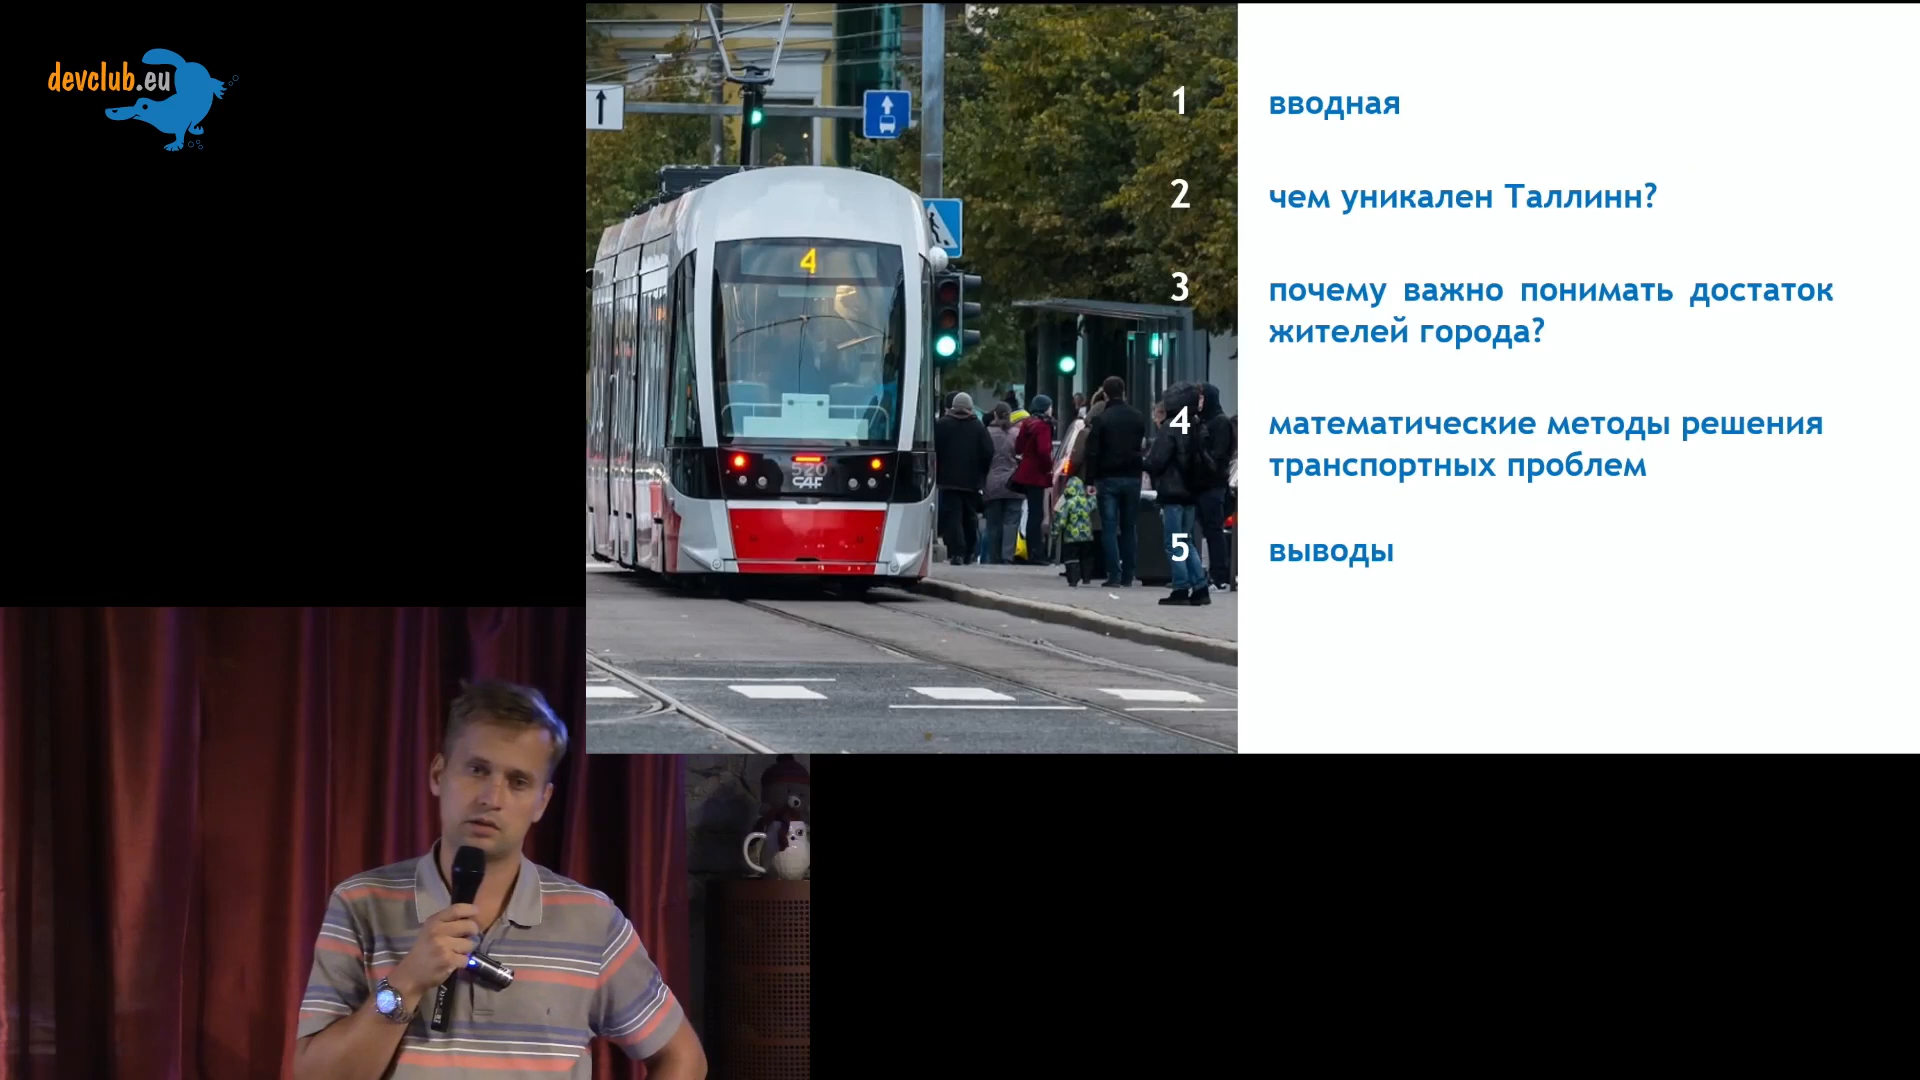 devclub.eu
1 вводная
2 чем уникален Таллинн?
3 почему важно понимать достаток
жителей города?
4 математические методы решения
транспортных проблем
5 выводы
4
520
CAF